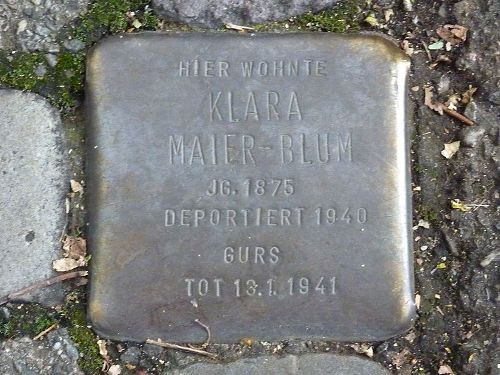 HIER WOHNTE
KLARA
MAIER-BLUM
JG. 1875
DEPORTIERT 1940
GURS
TOT 13.1. 1941